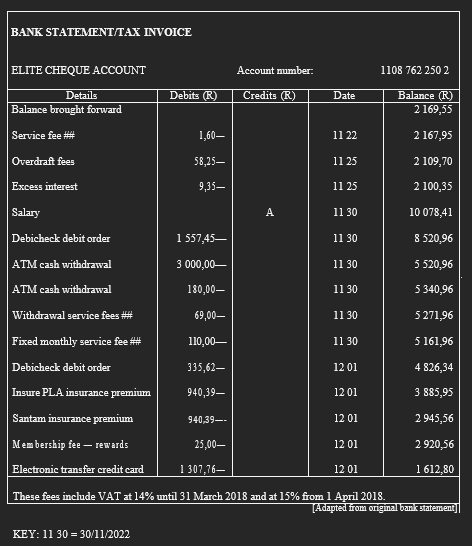 BANK STATEMENT/TAX INVOICE
ELITE CHEQUE ACCOUNT Account number: 1108 762 250 2
Details Debits (R) Credits (R) Date Balance (R)
Balance brought forward 2 169,55
Service fee ## 1,60— 11 22 2 167,95
Overdraft fees 58,25— 11 25 2 109,70
Excess interest 9,35— 11 25 2 100,35
Salary A 11 30 10 078,41
Debicheck debit order 1 557,45— 11 30 8 520,96
ATM cash withdrawal 3 000,00— 11 30 5 520,96
ATM cash withdrawal 180,00— 11 30 5 340,96
Withdrawal service fees ## 69,00— 11 30 5 271,96
Fixed monthly service fee ## 110,00— 11 30 5 161,96
Debicheck debit order 335,62— 12 01 4 826,34
Insure PLA insurance premium 940,39— 12 01 3 885,95
Santam insurance premium 940,39—- 12 01 2 945,56
Membership fee — rewards 25,00— 12 01 2 920,56
Electronic transfer credit card 1 307,76— 12 01 1 612,80
These fees include VAT at 14% until 31 March 2018 and at 15% from 1 April 2018.
[Adapted from original bank statement]
KEY: 11 30 = 30/11/2022